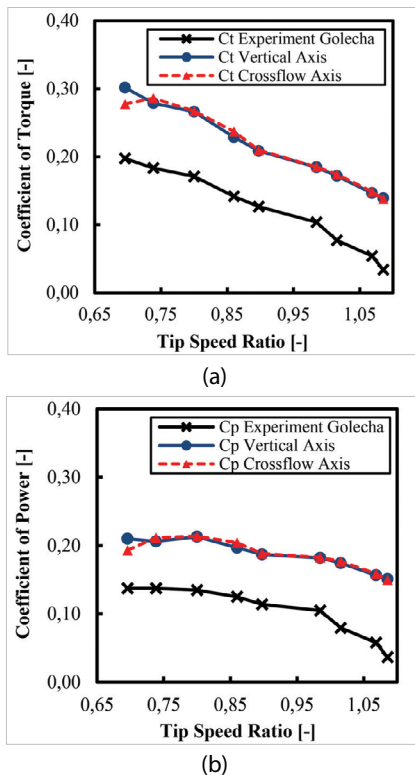 (a)
0,40
0,30
0,20
0,10
0,00
Coefficient of Torque [-]
Ct Experiment Golecha
Ct Vertical Axis
Ct Crossflow Axis
0,65 0,75 0,85 0,95 1,05
Tip Speed Ratio [-]
(a)
0,40
0,30
0,20
0,10
0,00
Coefficient of Power [-]
Cp Experiment Golecha
Cp Vertical Axis
Cp Crossflow Axis
0,65 0,75 0,85 0,95 1,05
Tip Speed Ratio [-]
(b)